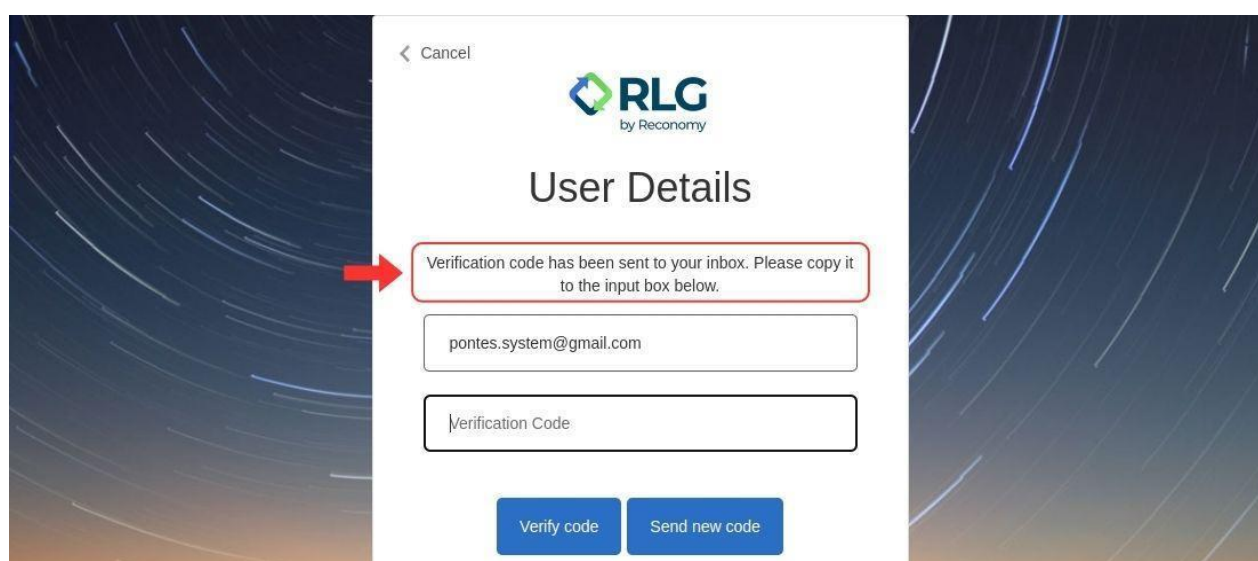 Cancel
RLG
by Reconomy
User Details
Verification code has been sent to your inbox. Please copy it
to the input box below.
pontes.system@gmail.com
Verification Code
Verify code
Send new code